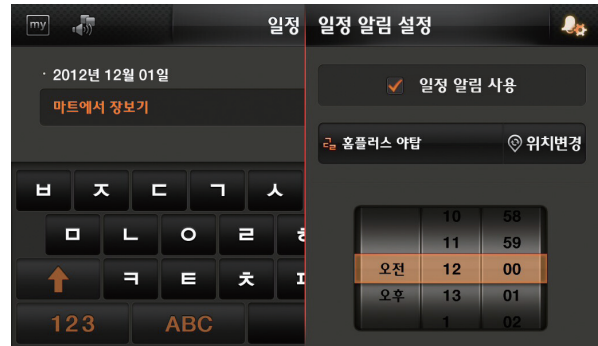 my
일정
· 2012년 12월 01일
마트에서 장보기
ㅂ ㅈ ㄷ ㄱ ㅅ
ㅁ ㄴ ㅇ ㄹ ㅎ
ㅋ ㅌ ㅊ ㅍ
123 ABC
일정 알림 설정
일정 알림 사용
홈플러스 야탑
위치변경
10 58
11 59
오전 12 00
오후 13 01
1 02